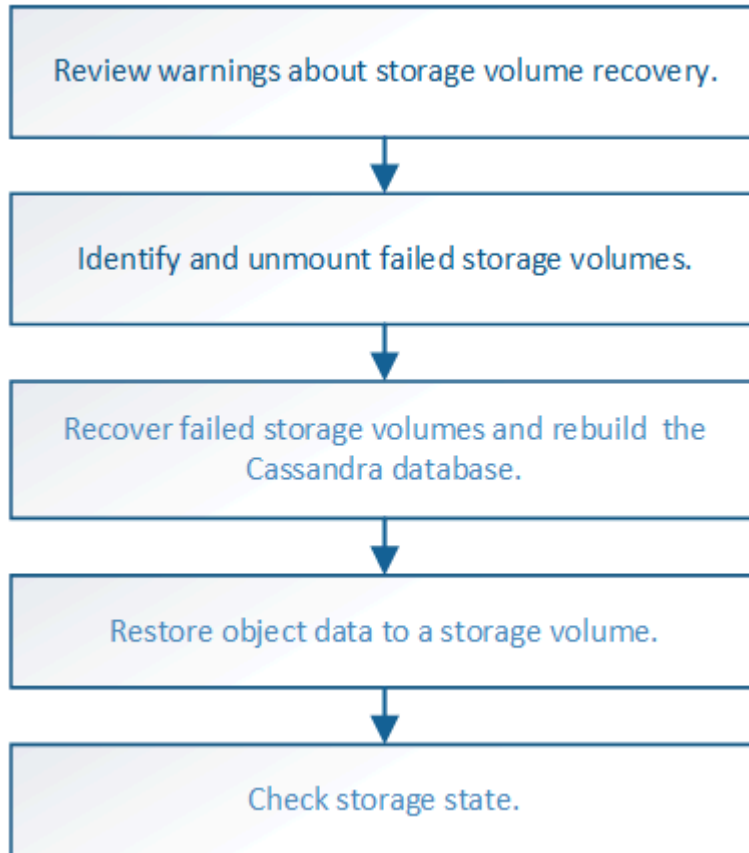 Review warnings about storage volume recovery.
Identify and unmount failed storage volumes.
Recover failed storage volumes and rebuild the
Cassandra database.
Restore object data to a storage volume.
Check storage state.